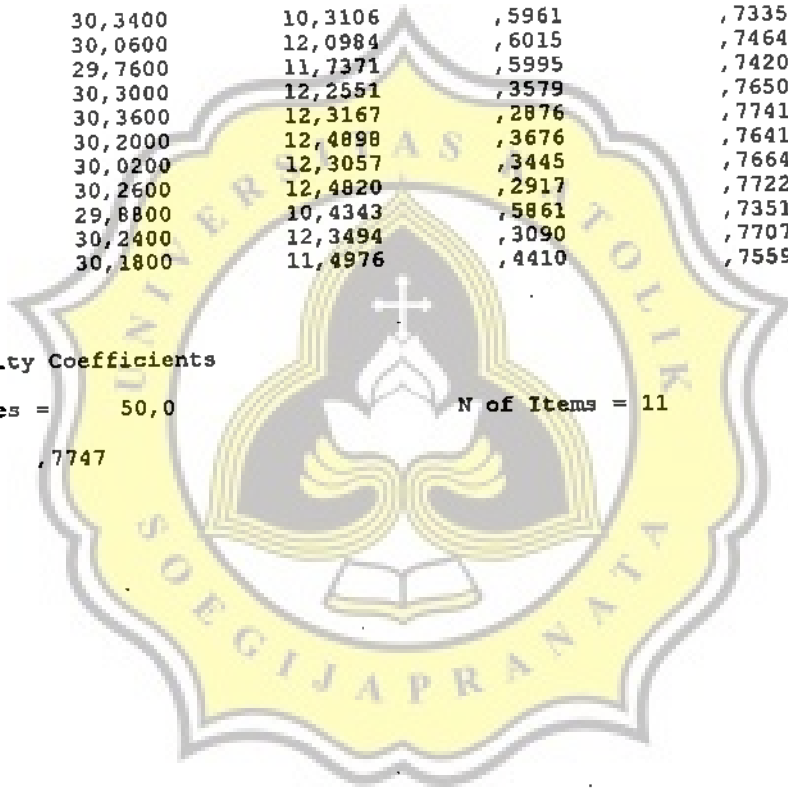 30,3400 10,3106 ,5961 ,7335
30,0600 12,0984 ,6015 ,7464
29,7600 11,7371 ,5995 ,7420
30,3000 12,2551 ,3579 ,7650
30,3600 12,3167 ,2876 ,7741
30,2000 12,4898 ,3676 ,7641
30,0200 12,3057 ,3445 ,7664
30,2600 12,4820 ,2917 ,7722
29,8800 10,4343 ,5861 ,7351
30,2400 12,3494 ,3090 ,7707
30,1800 11,4976 ,4410 ,7559
ty Coefficients
es = 50,0 N of Items = 11
,7747
SOEGIJAPRANATA